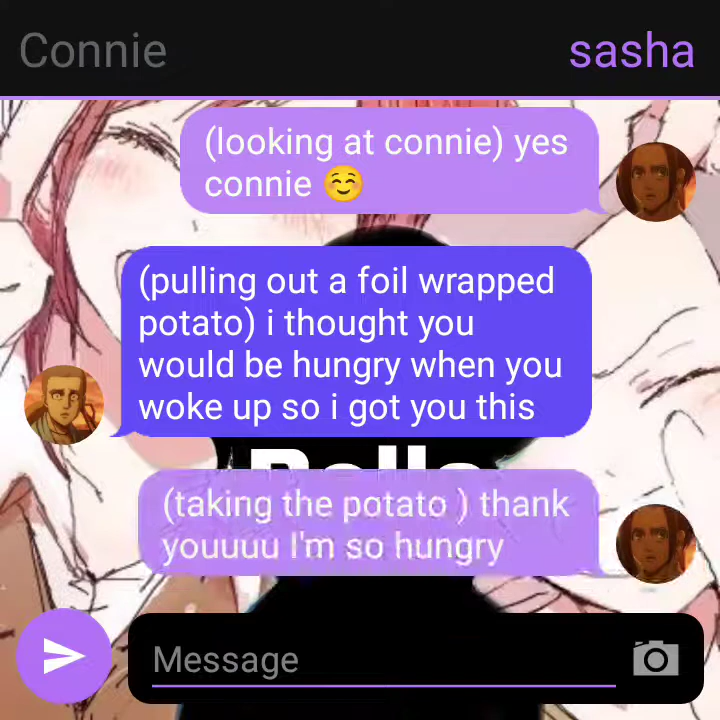 Connie
sasha
(looking at connie) yes
connie ☺️
(pulling out a foil wrapped
potato) i thought you
would be hungry when you
woke up so i got you this
(taking the potato ) thank
youuuu I'm so hungry
Message